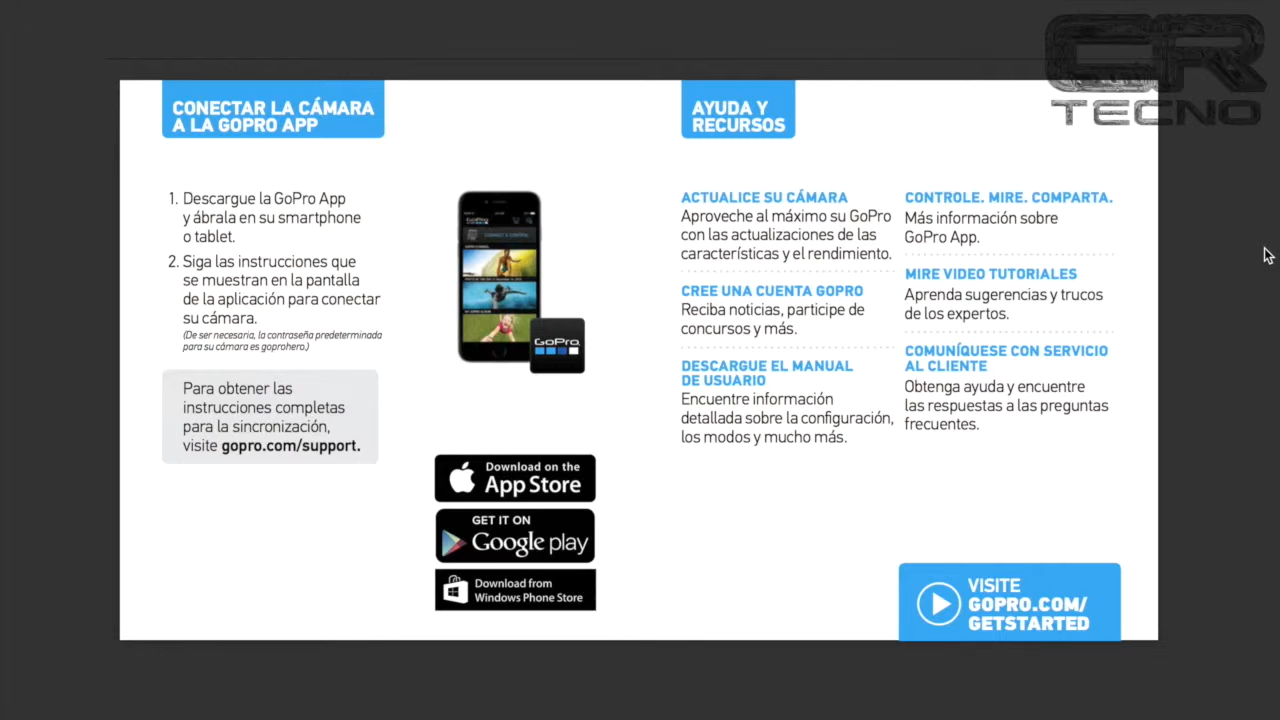 CR
TECNO
CONECTAR LA CÁMARA
A LA GOPRO APP
1. Descargue la GoPro App
y ábrala en su smartphone
o tablet.
2. Siga las instrucciones que
se muestran en la pantalla
de la aplicación para conectar
su cámara.
(De ser necesaria, la contraseña predeterminada
para su cámara es goprohero.)
Para obtener las
instrucciones completas
para la sincronización,
visite gopro.com/support.
GoPro
CONNECT & CONTROL
GoPro
Download on the
App Store
GET IT ON
Google play
Download from
Windows Phone Store
AYUDA Y
RECURSOS
ACTUALICE SU CÁMARA
Aproveche al máximo su GoPro
con las actualizaciones de las
características y el rendimiento.
CREE UNA CUENTA GOPRO
Reciba noticias, participe de
concursos y más.
DESCARGUE EL MANUAL
DE USUARIO
Encuentre información
detallada sobre la configuración,
los modos y mucho más.
CONTROLE. MIRE. COMPARTA.
Más información sobre
GoPro App.
MIRE VIDEO TUTORIALES
Aprenda sugerencias y trucos
de los expertos.
COMUNÍQUESE CON SERVICIO
AL CLIENTE
Obtenga ayuda y encuentre
las respuestas a las preguntas
frecuentes.
VISITE
GOPRO.COM/
GETSTARTED